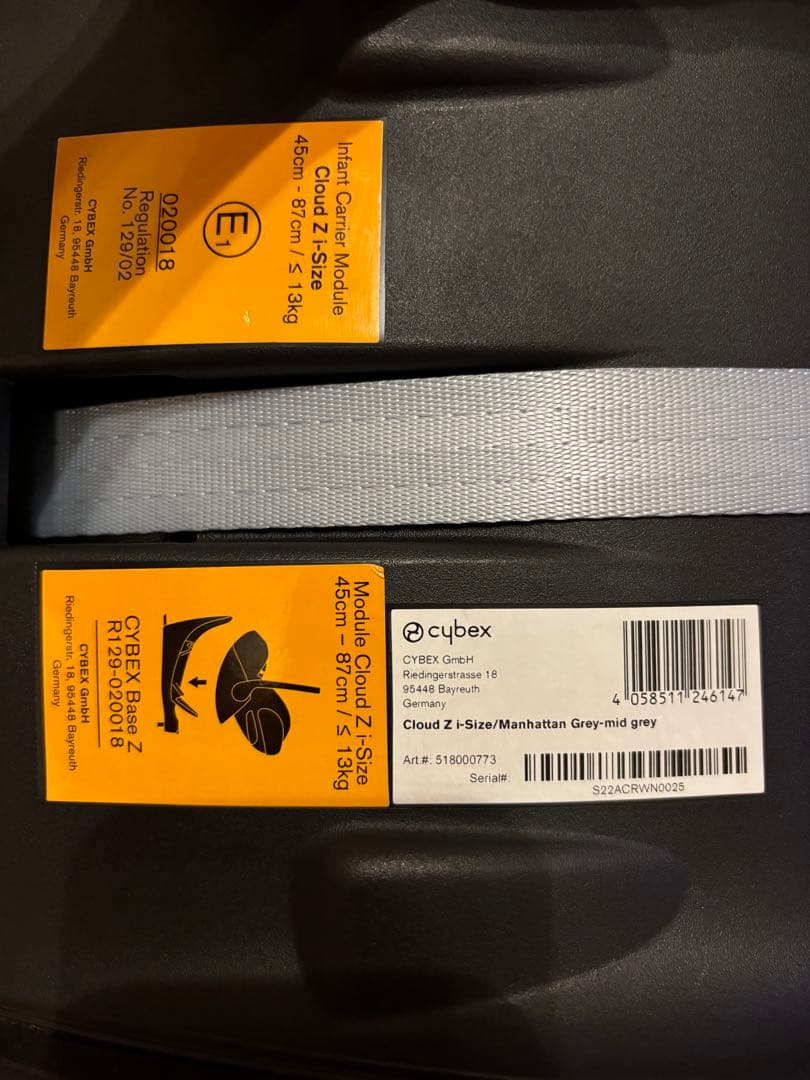 Infant Carrier Module
Cloud Z i-Size
45cm - 87cm / ≤ 13kg
E1
020018
Regulation
No. 129/02
CYBEX GmbH
Riedingerstr. 18, 95448 Bayreuth
Germany
Module Cloud Z i-Size
45cm – 87cm / ≤ 13kg
CYBEX Base Z
R129-020018
CYBEX GmbH
Riedingerstr. 18, 95448 Bayreuth
Germany
cybex
CYBEX GmbH
Riedingerstrasse 18
95448 Bayreuth
Germany
4 058511 246147
Cloud Z i-Size/Manhattan Grey-mid grey
Art.#: 518000773
Serial#:
S22ACRWN0025